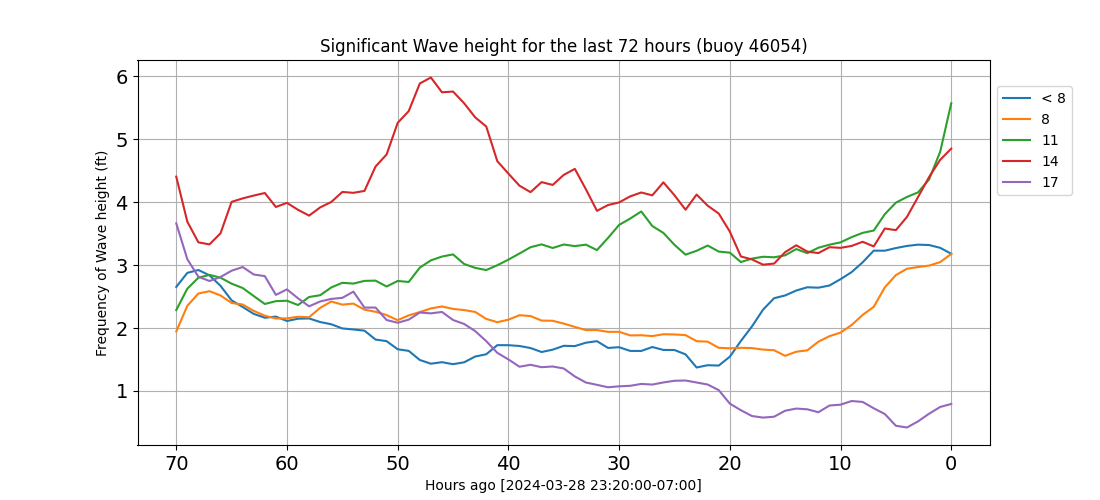 Significant Wave height for the last 72 hours (buoy 46054)
Frequency of Wave height (ft)
6
5
4
3
2
1
70 60 50 40 30 20 10 0
Hours ago [2024-03-28 23:20:00-07:00]
< 8
8
11
14
17